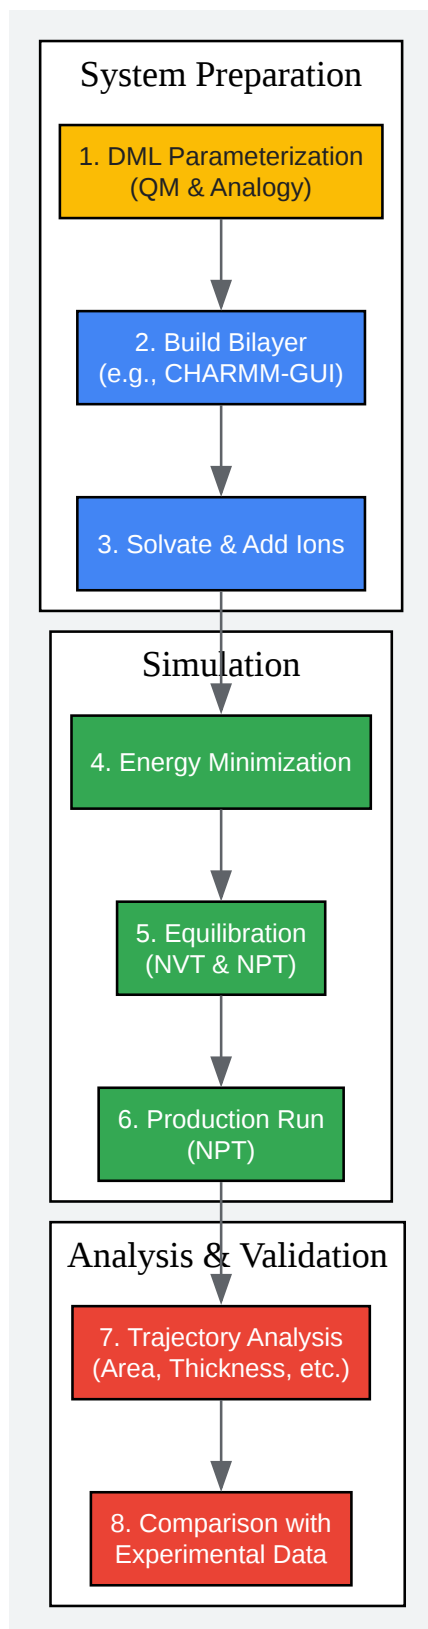 System Preparation
1. DML Parameterization
(QM & Analogy)
2. Build Bilayer
(e.g., CHARMM-GUI)
3. Solvate & Add Ions
Simulation
4. Energy Minimization
5. Equilibration
(NVT & NPT)
6. Production Run
(NPT)
Analysis & Validation
7. Trajectory Analysis
(Area, Thickness, etc.)
8. Comparison with
Experimental Data